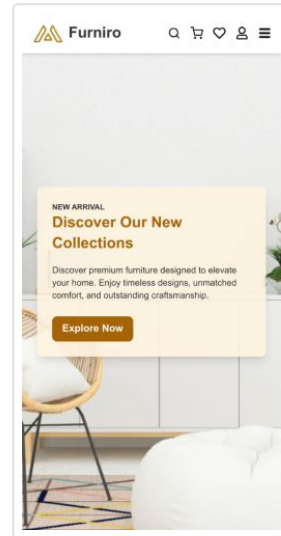 Furniro
NEW ARRIVAL
Discover Our New
Collections
Discover premium furniture designed to elevate
your home. Enjoy timeless designs, unmatched
comfort, and outstanding craftsmanship.
Explore Now